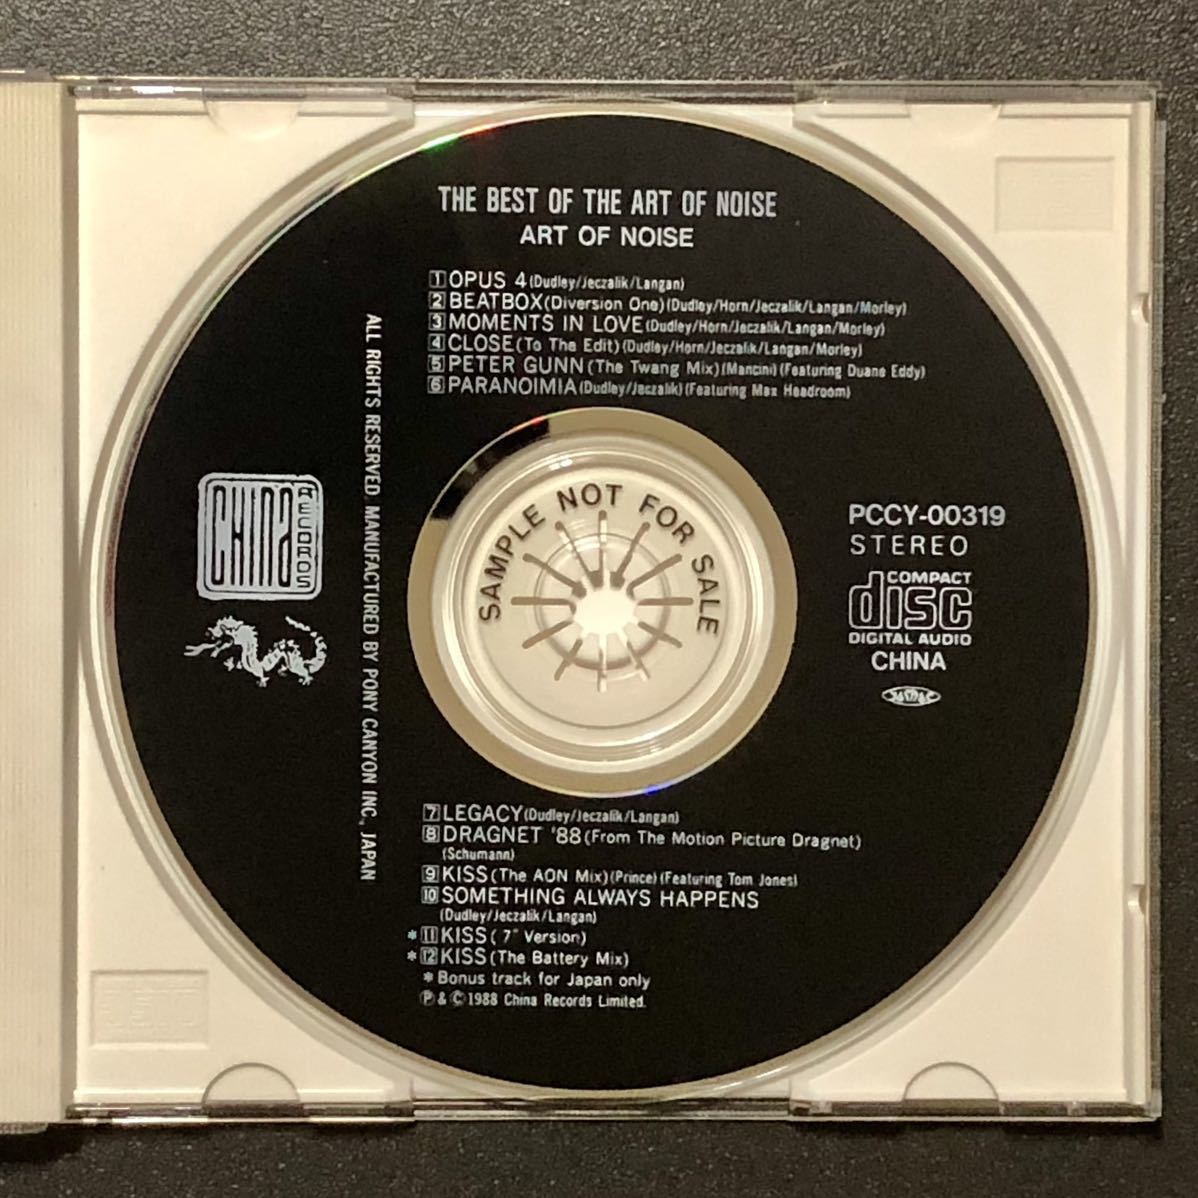 THE BEST OF THE ART OF NOISE
ART OF NOISE
1 OPUS 4 (Dudley/Jeczalik/Langan)
2 BEATBOX (Diversion One) (Dudley/Horn/Jeczalik/Langan/Morley)
3 MOMENTS IN LOVE (Dudley/Horn/Jeczalik/Langan/Morley)
4 CLOSE (To The Edit) (Dudley/Horn/Jeczalik/Langan/Morley)
5 PETER GUNN (The Twang Mix) (Mancini) (Featuring Duane Eddy)
6 PARANOIMIA (Dudley/Jeczalik) (Featuring Max Headroom)
ALL RIGHTS RESERVED. MANUFACTURED BY PONY CANYON INC., JAPAN
CHINA RECORDS
SAMPLE NOT FOR SALE
PCCY-00319
STEREO
COMPACT
disc
DIGITAL AUDIO
CHINA
JASRAC
7 LEGACY (Dudley/Jeczalik/Langan)
8 DRAGNET '88 (From The Motion Picture Dragnet)
(Schumann)
9 KISS (The AON Mix) (Prince) (Featuring Tom Jones)
10 SOMETHING ALWAYS HAPPENS
(Dudley/Jeczalik/Langan)
* 11 KISS ( 7" Version)
* 12 KISS (The Battery Mix)
* Bonus track for Japan only
Ⓟ & © 1988 China Records Limited.